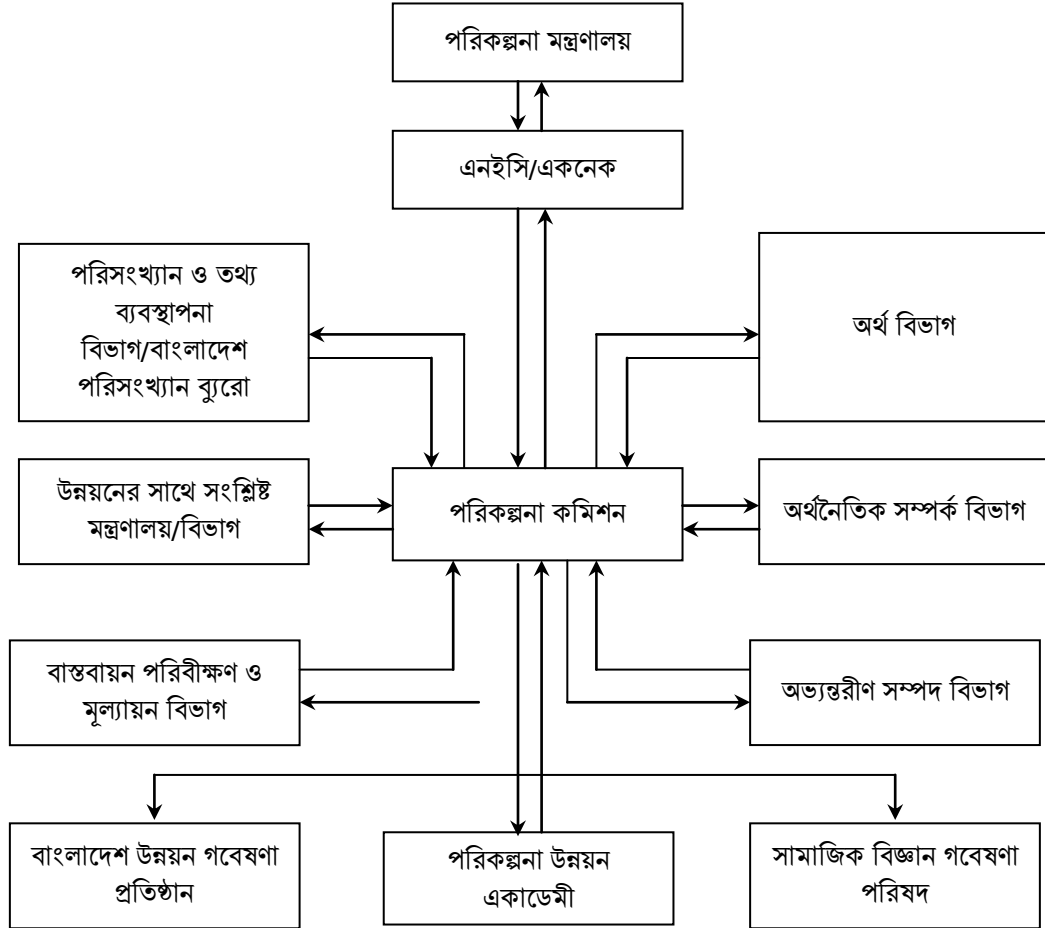 পরিকল্পনা মন্ত্রণালয়
এনইসি/একনেক
পরিসংখ্যান ও তথ্য
ব্যবস্থাপনা
বিভাগ/বাংলাদেশ
পরিসংখ্যান ব্যুরো
অর্থ বিভাগ
উন্নয়নের সাথে সংশ্লিষ্ট
মন্ত্রণালয়/বিভাগ
পরিকল্পনা কমিশন
অর্থনৈতিক সম্পর্ক বিভাগ
বাস্তবায়ন পরিবীক্ষণ ও
মূল্যায়ন বিভাগ
অভ্যন্তরীণ সম্পদ বিভাগ
বাংলাদেশ উন্নয়ন গবেষণা
প্রতিষ্ঠান
পরিকল্পনা উন্নয়ন
একাডেমী
সামাজিক বিজ্ঞান গবেষণা
পরিষদ